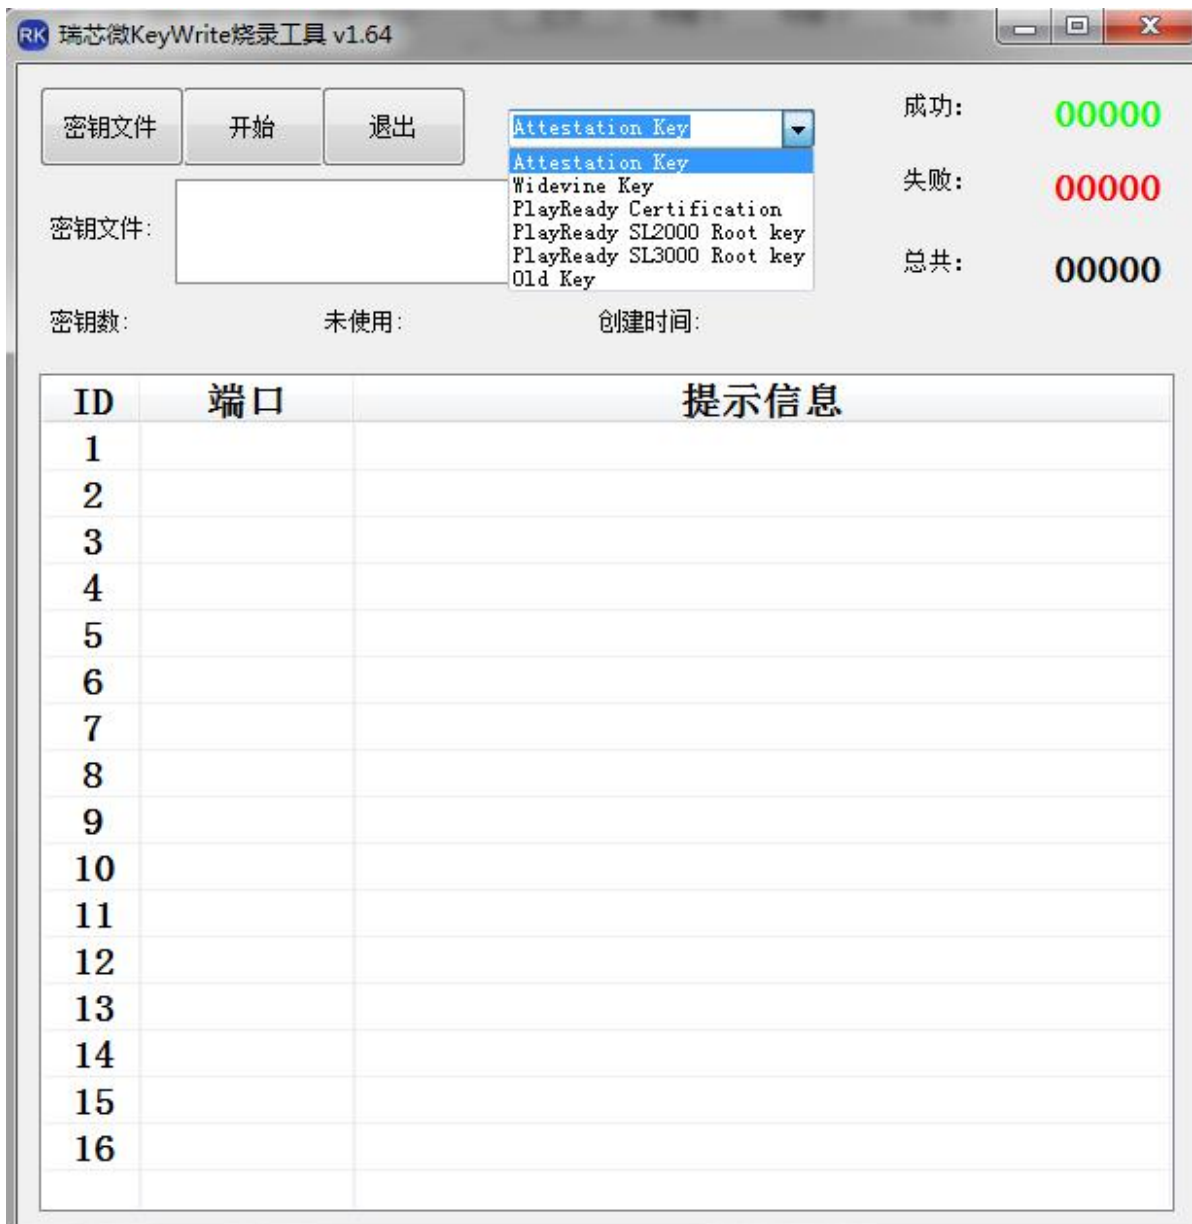 RK 瑞芯微KeyWrite烧录工具 v1.64
密钥文件 开始 退出
Attestation Key
成功: 00000
Attestation Key
Widevine Key
PlayReady Certification
PlayReady SL2000 Root key
PlayReady SL3000 Root key
Old Key
失败: 00000
密钥文件:
总共: 00000
密钥数: 未使用: 创建时间:
ID 端口 提示信息
1
2
3
4
5
6
7
8
9
10
11
12
13
14
15
16